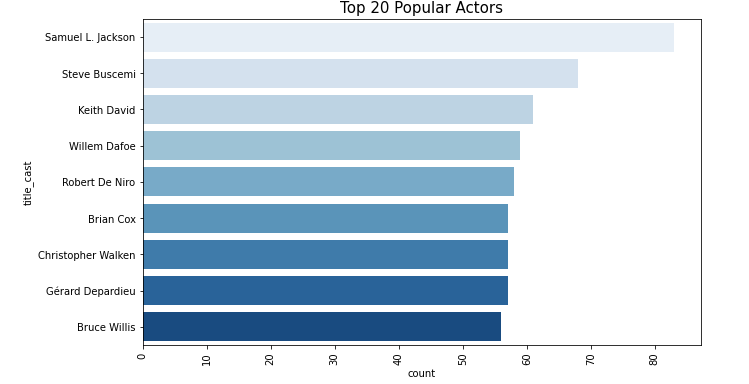 Top 20 Popular Actors
title_cast
Samuel L. Jackson
Steve Buscemi
Keith David
Willem Dafoe
Robert De Niro
Brian Cox
Christopher Walken
Gérard Depardieu
Bruce Willis
0 10 20 30 40 50 60 70 80
count